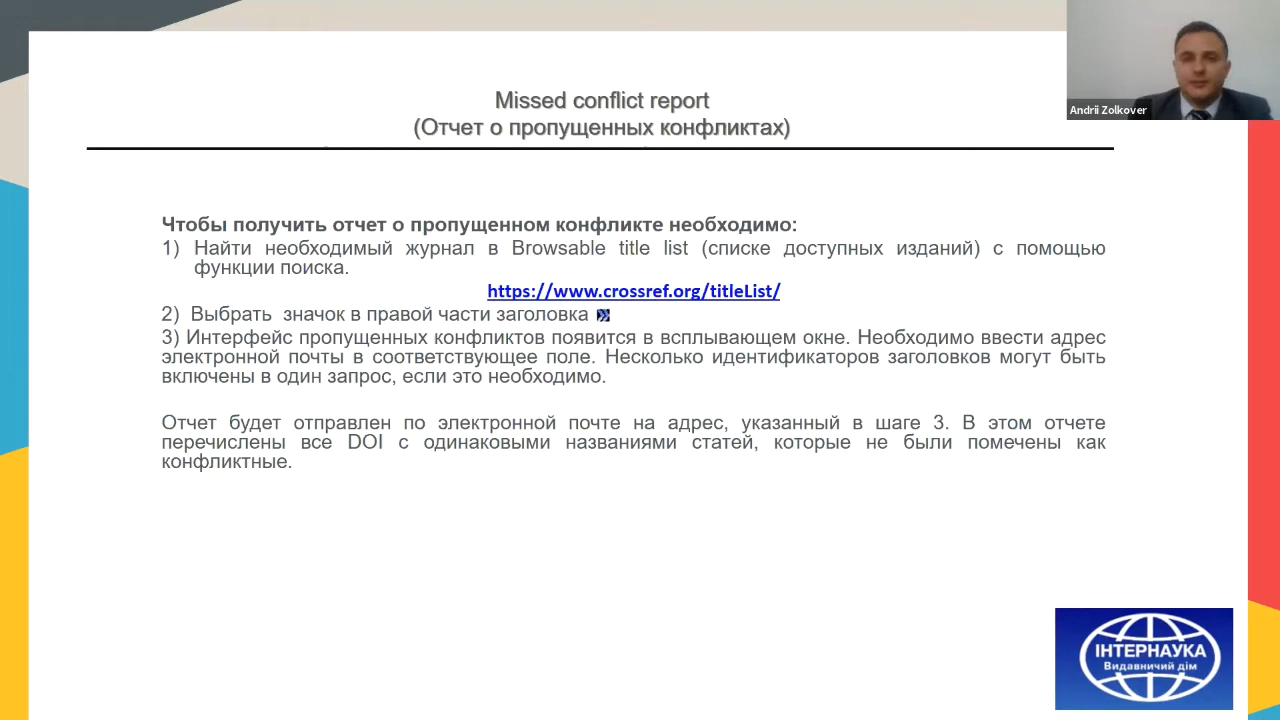 Andrii Zolkover
Missed conflict report
(Отчет о пропущенных конфликтах)
Чтобы получить отчет о пропущенном конфликте необходимо:
1) Найти необходимый журнал в Browsable title list (списке доступных изданий) с помощью
функции поиска.
https://www.crossref.org/titleList/
2) Выбрать значок в правой части заголовка
3) Интерфейс пропущенных конфликтов появится в всплывающем окне. Необходимо ввести адрес
электронной почты в соответствующее поле. Несколько идентификаторов заголовков могут быть
включены в один запрос, если это необходимо.
Отчет будет отправлен по электронной почте на адрес, указанный в шаге 3. В этом отчете
перечислены все DOI с одинаковыми названиями статей, которые не были помечены как
конфликтные.
ІНТЕРНАУКА
Видавничий дім